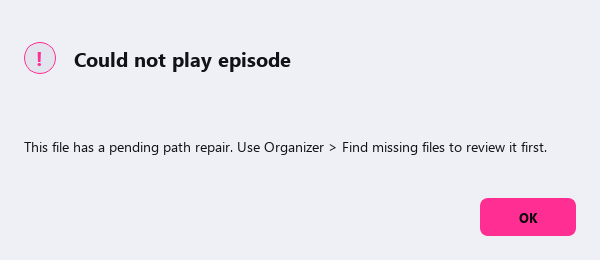 !
Could not play episode
This file has a pending path repair. Use Organizer > Find missing files to review it first.
OK